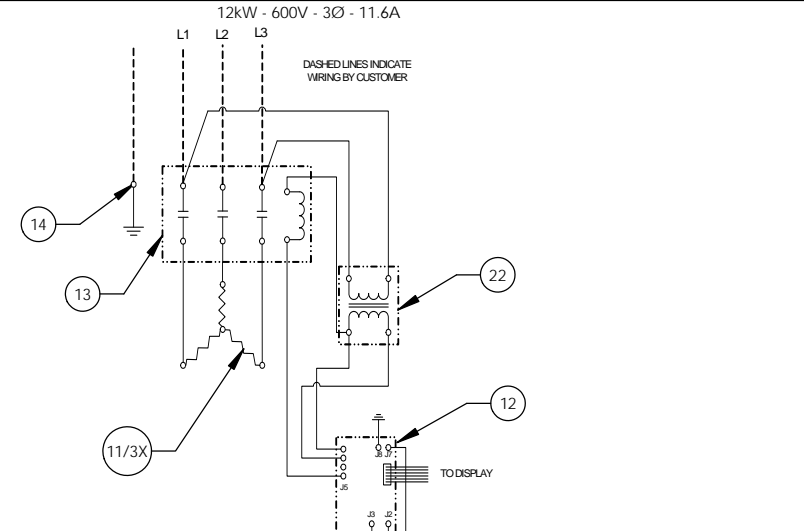 12kW - 600V - 3Ø - 11.6A
L1 L2 L3
DASHED LINES INDICATE
WIRING BY CUSTOMER
14
13
22
12
11/3X
J8 J7
TO DISPLAY
J5
J3 J2